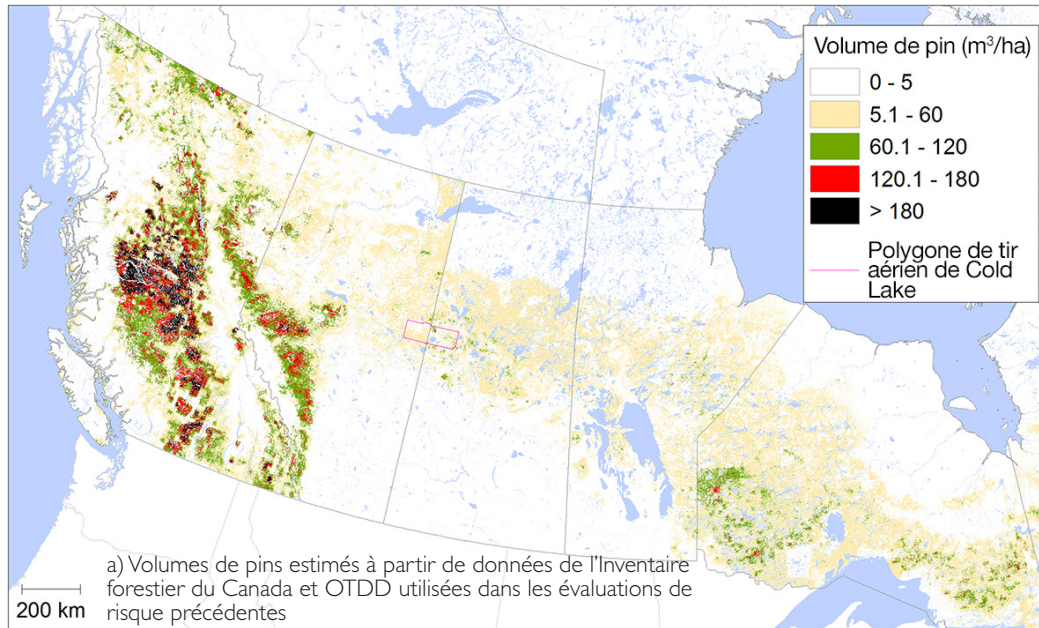 Volume de pin (m³/ha)
0 - 5
5.1 - 60
60.1 - 120
120.1 - 180
> 180
Polygone de tir
aérien de Cold
Lake
a) Volumes de pins estimés à partir de données de l'Inventaire
forestier du Canada et OTDD utilisées dans les évaluations de
risque précédentes
200 km